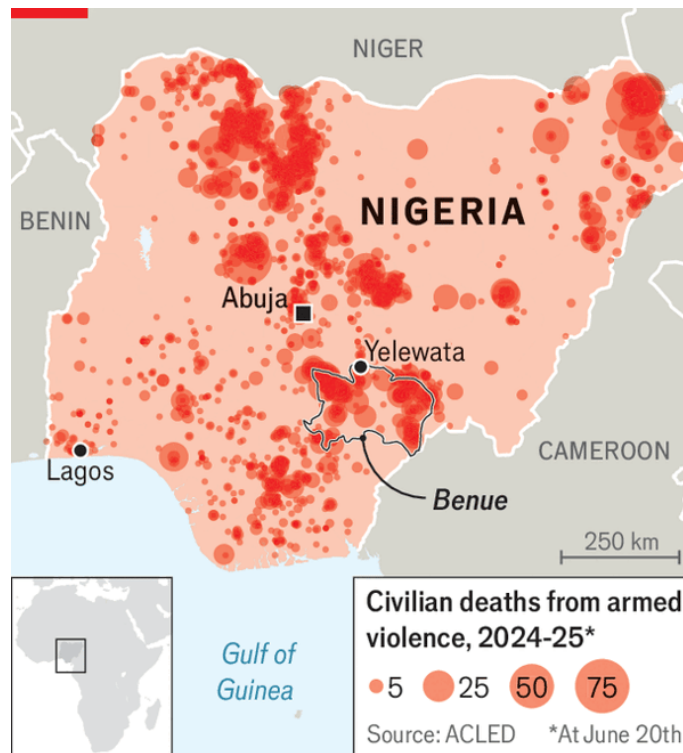 NIGER
BENIN
NIGERIA
Abuja
Yelewata
Lagos
CAMEROON
Benue
250 km
Gulf of
Guinea
Civilian deaths from armed
violence, 2024-25*
5 25 50 75
Source: ACLED *At June 20th